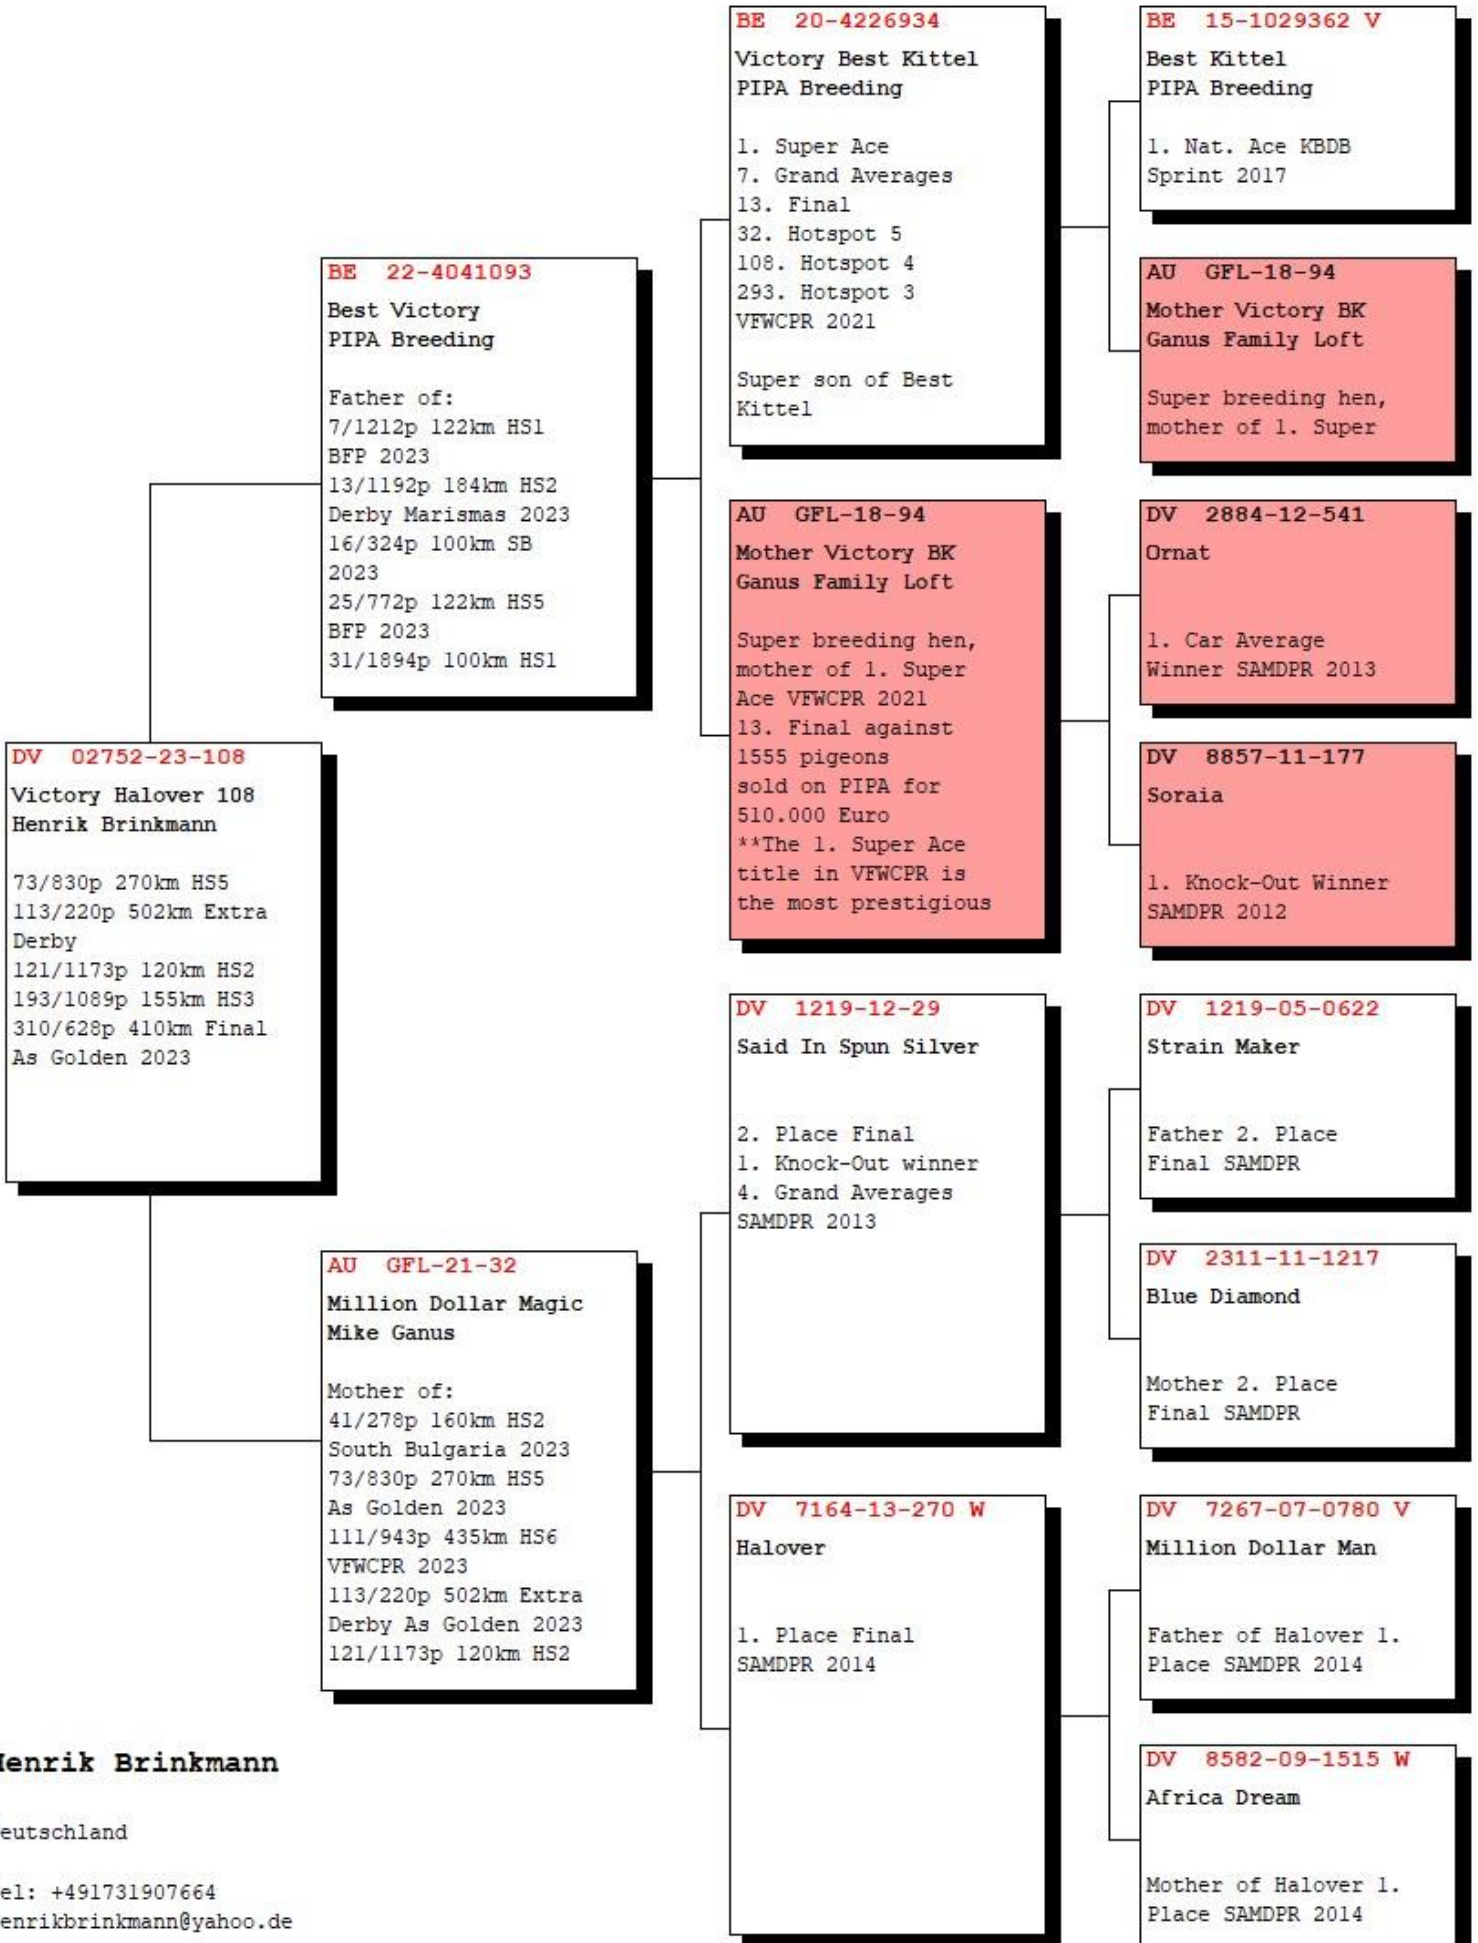 DV 02752-23-108
Victory Halover 108
Henrik Brinkmann
73/830p 270km HS5
113/220p 502km Extra
Derby
121/1173p 120km HS2
193/1089p 155km HS3
310/628p 410km Final
As Golden 2023
BE 22-4041093
Best Victory
PIPA Breeding
Father of:
7/1212p 122km HS1
BFP 2023
13/1192p 184km HS2
Derby Marismas 2023
16/324p 100km SB
2023
25/772p 122km HS5
BFP 2023
31/1894p 100km HS1
AU GFL-21-32
Million Dollar Magic
Mike Ganus
Mother of:
41/278p 160km HS2
South Bulgaria 2023
73/830p 270km HS5
As Golden 2023
111/943p 435km HS6
VFWCPR 2023
113/220p 502km Extra
Derby As Golden 2023
121/1173p 120km HS2
BE 20-4226934
Victory Best Kittel
PIPA Breeding
1. Super Ace
7. Grand Averages
13. Final
32. Hotspot 5
108. Hotspot 4
293. Hotspot 3
VFWCPR 2021
Super son of Best
Kittel
AU GFL-18-94
Mother Victory BK
Ganus Family Loft
Super breeding hen,
mother of 1. Super
Ace VFWCPR 2021
13. Final against
1555 pigeons
sold on PIPA for
510.000 Euro
**The 1. Super Ace
title in VFWCPR is
the most prestigious
DV 1219-12-29
Said In Spun Silver
2. Place Final
1. Knock-Out winner
4. Grand Averages
SAMDPR 2013
DV 7164-13-270 W
Halover
1. Place Final
SAMDPR 2014
BE 15-1029362 V
Best Kittel
PIPA Breeding
1. Nat. Ace KBDB
Sprint 2017
AU GFL-18-94
Mother Victory BK
Ganus Family Loft
Super breeding hen,
mother of 1. Super
DV 2884-12-541
Ornat
1. Car Average
Winner SAMDPR 2013
DV 8857-11-177
Soraia
1. Knock-Out Winner
SAMDPR 2012
DV 1219-05-0622
Strain Maker
Father 2. Place
Final SAMDPR
DV 2311-11-1217
Blue Diamond
Mother 2. Place
Final SAMDPR
DV 7267-07-0780 V
Million Dollar Man
Father of Halover 1.
Place SAMDPR 2014
DV 8582-09-1515 W
Africa Dream
Mother of Halover 1.
Place SAMDPR 2014
Henrik Brinkmann
eutschland
el: +491731907664
enrikbrinkmann@yahoo.de